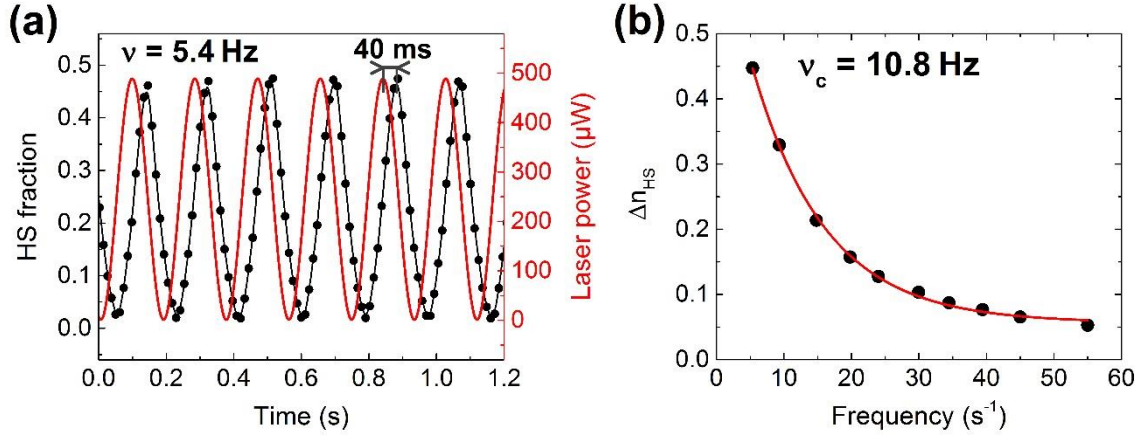 (a)
ν = 5.4 Hz
40 ms
HS fraction
0.5
0.4
0.3
0.2
0.1
0.0
500
400
300
200
100
0
Laser power (µW)
0.0 0.2 0.4 0.6 0.8 1.0 1.2
Time (s)
(b)
ν_c = 10.8 Hz
Δn_HS
0.5
0.4
0.3
0.2
0.1
0.0
0 10 20 30 40 50 60
Frequency (s⁻¹)